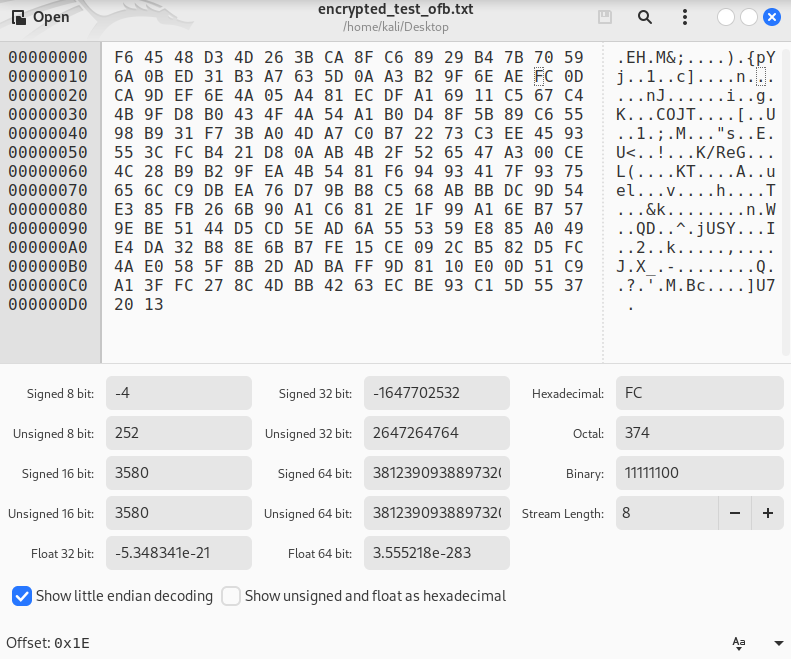 Open
encrypted_test_ofb.txt
/home/kali/Desktop
00000000 F6 45 48 D3 4D 26 3B CA 8F C6 89 29 B4 7B 70 59 .EH.M&;....).{pY
00000010 6A 0B ED 31 B3 A7 63 5D 0A A3 B2 9F 6E AE FC 0D j..1..c]....n...
00000020 CA 9D EF 6E 4A 05 A4 81 EC DF A1 69 11 C5 67 C4 ...nJ......i..g.
00000030 4B 9F D8 B0 43 4F 4A 54 A1 B0 D4 8F 5B 89 C6 55 K...COJT....[..U
00000040 98 B9 31 F7 3B A0 4D A7 C0 B7 22 73 C3 EE 45 93 ..1.;.M..."s..E.
00000050 55 3C FC B4 21 D8 0A AB 4B 2F 52 65 47 A3 00 CE U<..!...K/ReG...
00000060 4C 28 B9 B2 9F EA 4B 54 81 F6 94 93 41 7F 93 75 L(....KT....A..u
00000070 65 6C C9 DB EA 76 D7 9B B8 C5 68 AB BB DC 9D 54 el...v....h....T
00000080 E3 85 FB 26 6B 90 A1 C6 81 2E 1F 99 A1 6E B7 57 ...&k........n.W
00000090 9E BE 51 44 D5 CD 5E AD 6A 55 53 59 E8 85 A0 49 ..QD..^.jUSY...I
000000A0 E4 DA 32 B8 8E 6B B7 FE 15 CE 09 2C B5 82 D5 FC ..2..k.....,....
000000B0 4A E0 58 5F 8B 2D AD BA FF 9D 81 10 E0 0D 51 C9 J.X_.-........Q.
000000C0 A1 3F FC 27 8C 4D BB 42 63 EC BE 93 C1 5D 55 37 .?.'.M.Bc....]U7
000000D0 20 13  .
Signed 8 bit: -4 Signed 32 bit: -1647702532 Hexadecimal: FC
Unsigned 8 bit: 252 Unsigned 32 bit: 2647264764 Octal: 374
Signed 16 bit: 3580 Signed 64 bit: 381239093889732( Binary: 11111100
Unsigned 16 bit: 3580 Unsigned 64 bit: 381239093889732( Stream Length: 8 − +
Float 32 bit: -5.348341e-21 Float 64 bit: 3.555218e-283
Show little endian decoding Show unsigned and float as hexadecimal
Offset: 0x1E Aa